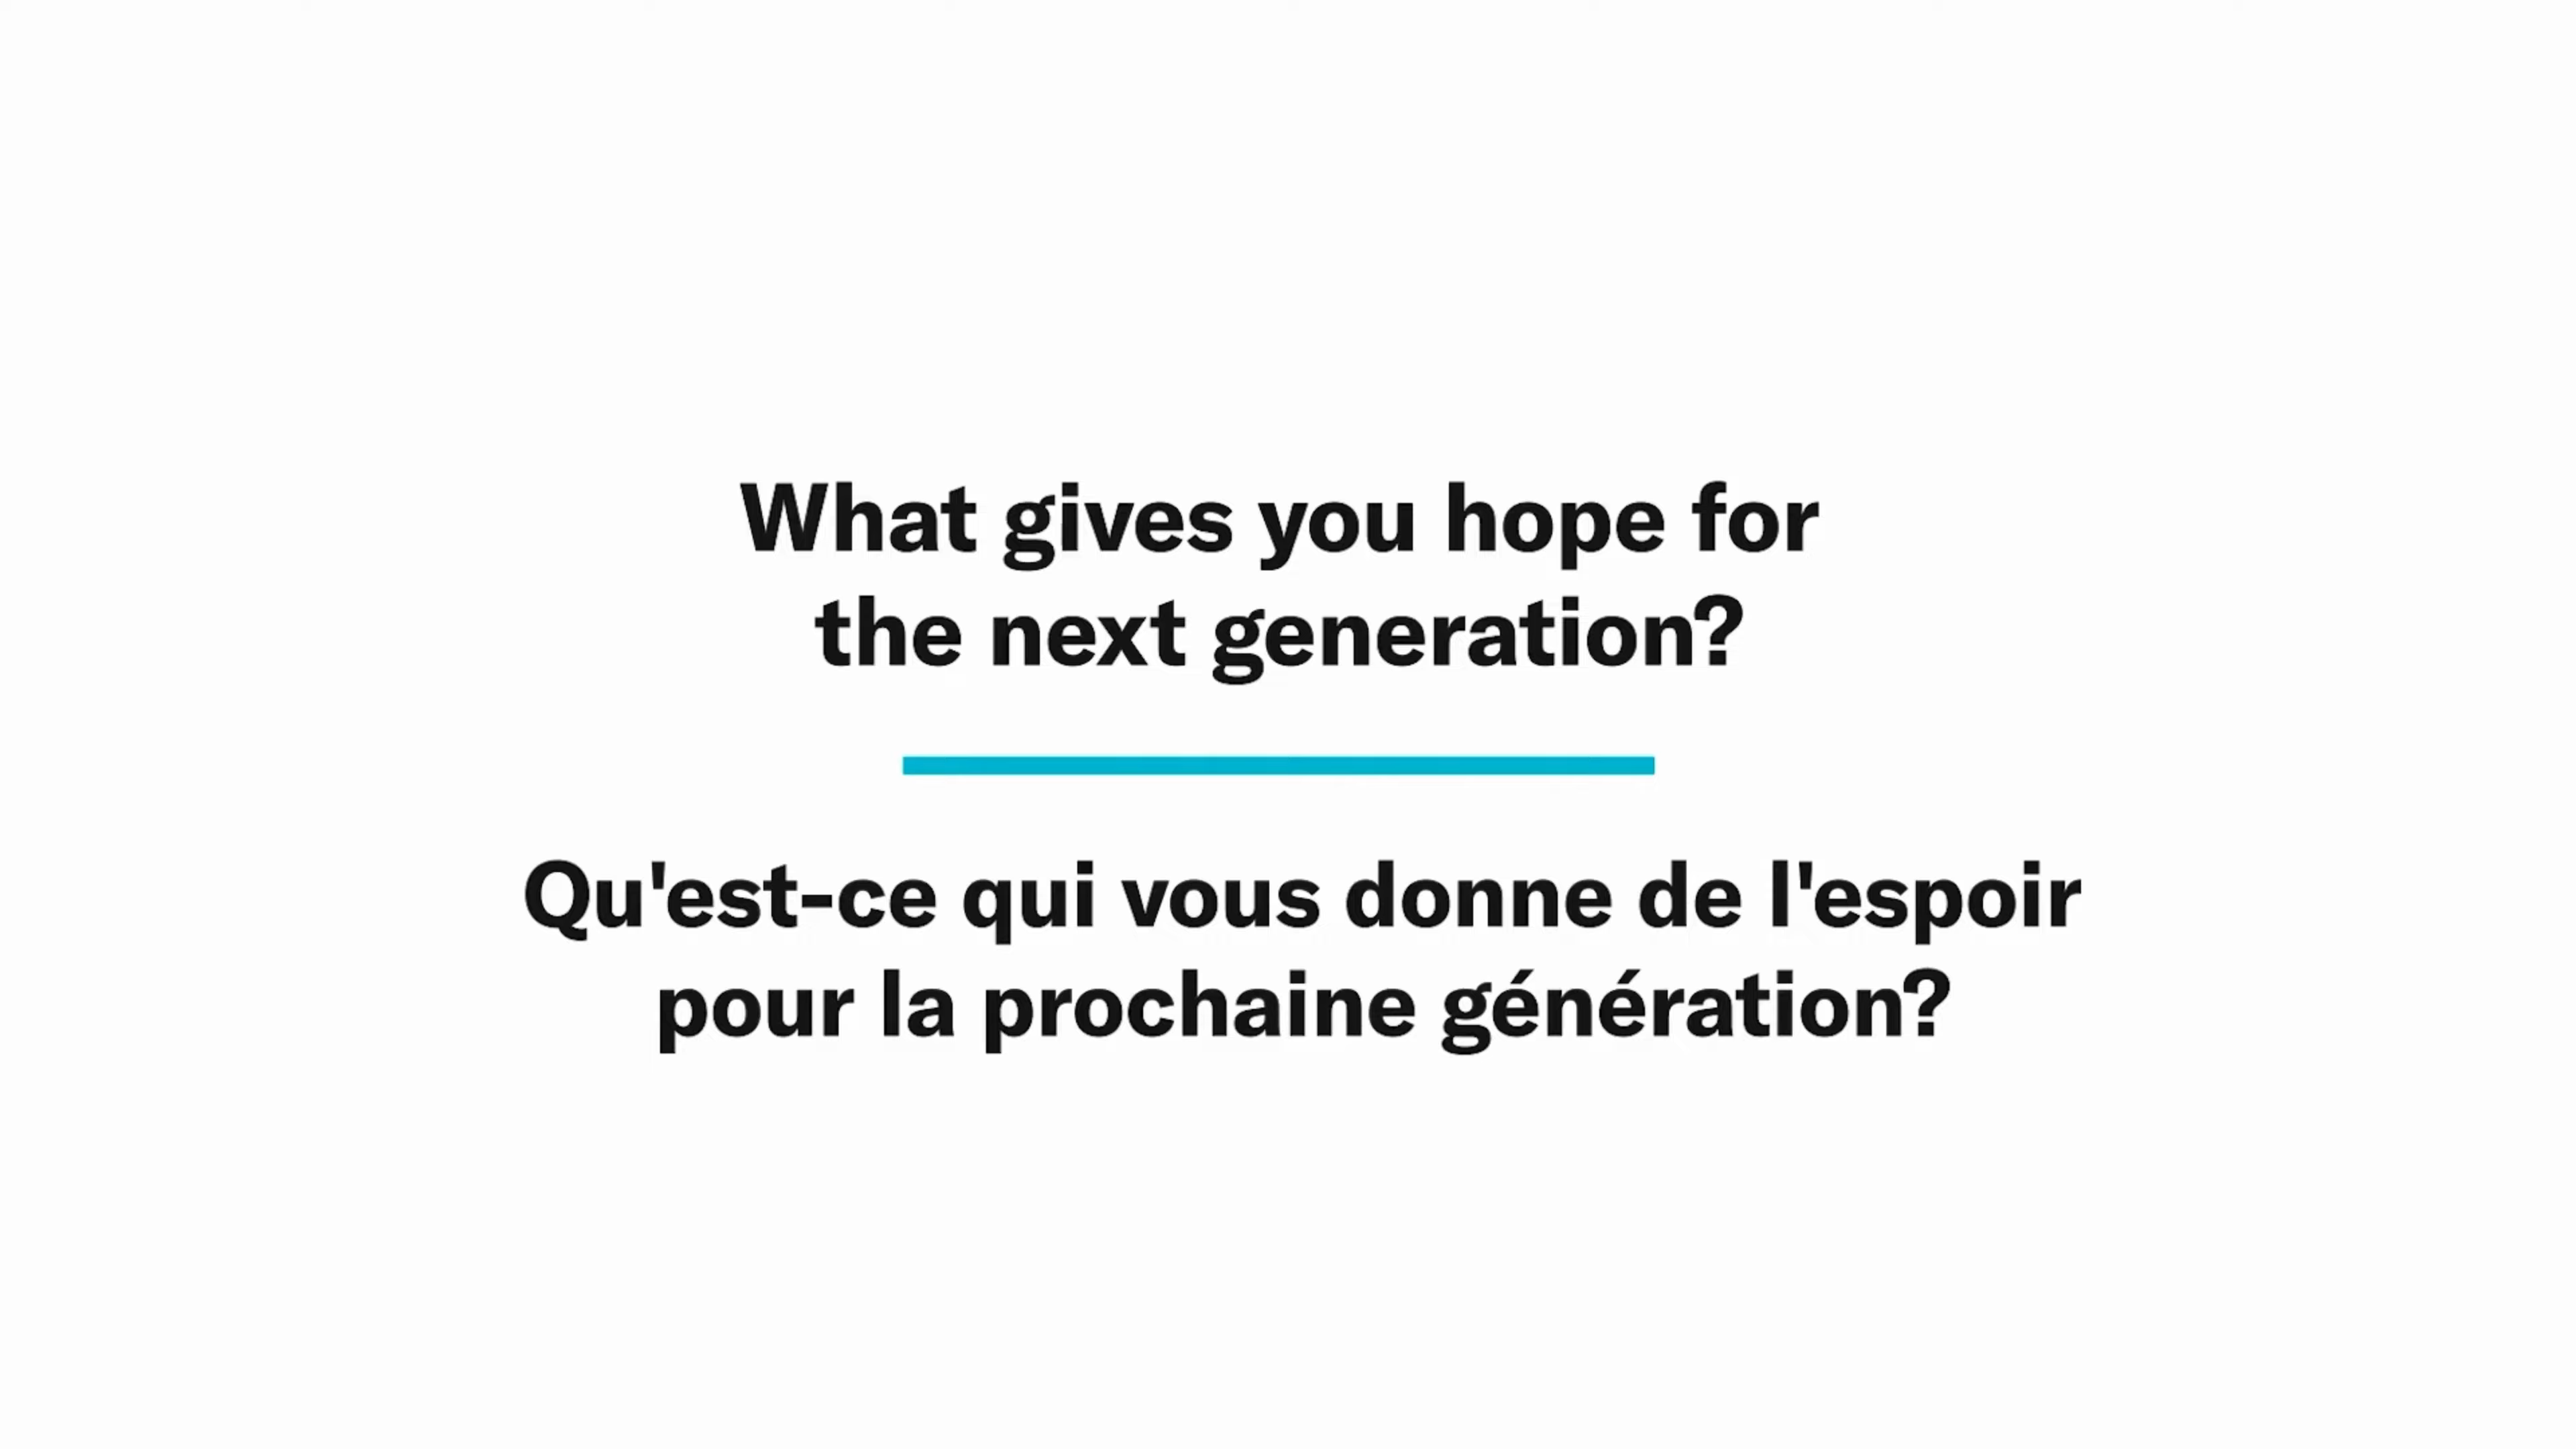 What gives you hope for
the next generation?
Qu'est-ce qui vous donne de l'espoir
pour la prochaine génération?